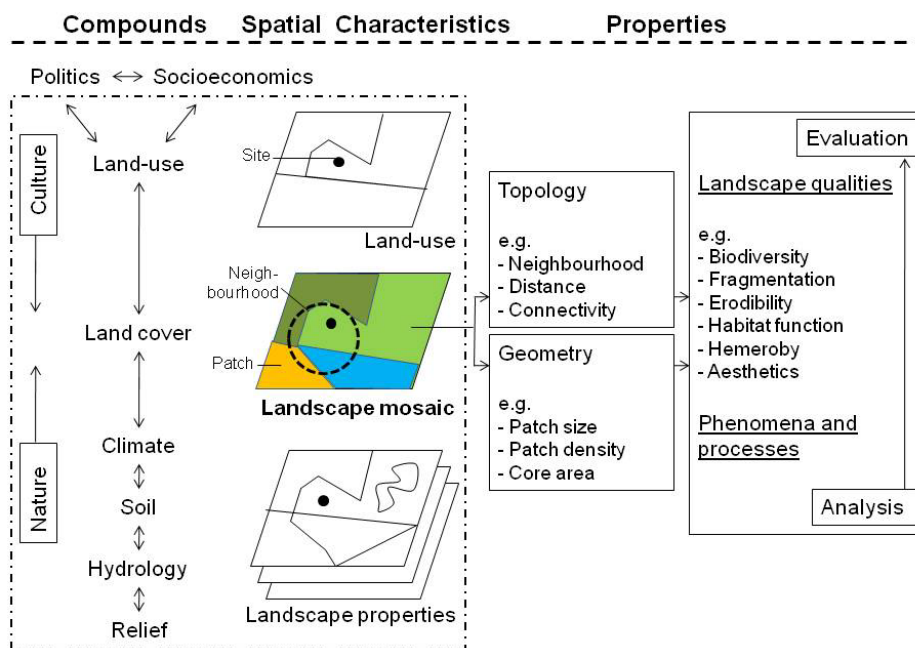 Compounds Spatial Characteristics Properties
Politics Socioeconomics
Culture
Nature
Land-use
Land cover
Climate
Soil
Hydrology
Relief
Site
Land-use
Neigh-
bourhood
Patch
Landscape mosaic
Landscape properties
Topology
e.g.
- Neighbourhood
- Distance
- Connectivity
Geometry
e.g.
- Patch size
- Patch density
- Core area
Evaluation
Landscape qualities
e.g.
- Biodiversity
- Fragmentation
- Erodibility
- Habitat function
- Hemeroby
- Aesthetics
Phenomena and
processes
Analysis